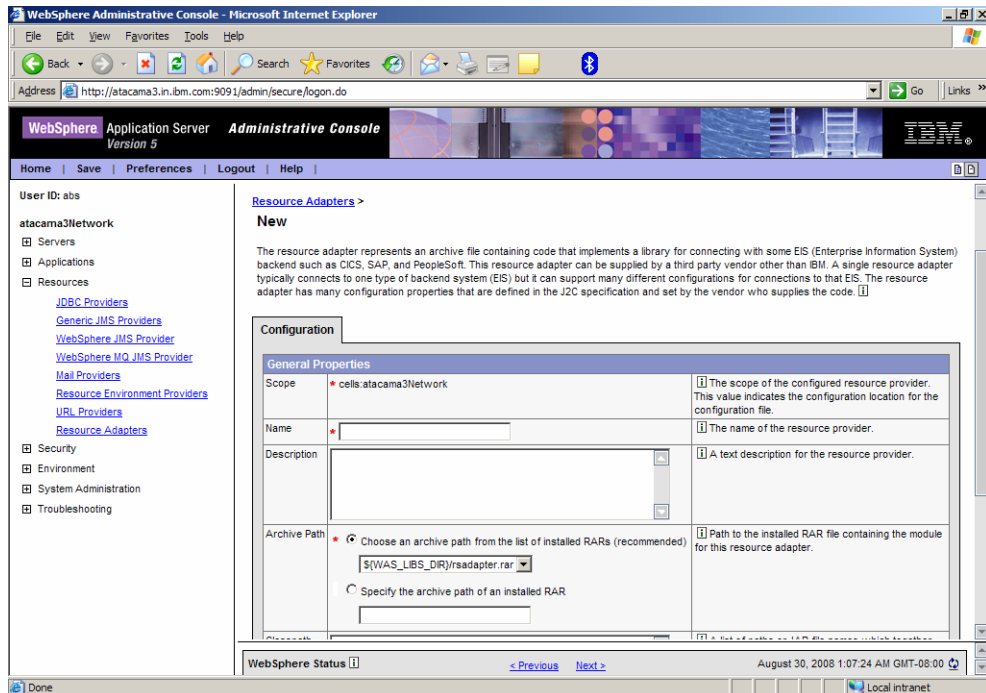 WebSphere Administrative Console - Microsoft Internet Explorer
File Edit View Favorites Tools Help
Back Search Favorites
Address http://atacama3.in.ibm.com:9091/admin/secure/logon.do Go Links »
WebSphere Application Server Administrative Console
Version 5
IBM
Home | Save | Preferences | Logout | Help |
User ID: abs
atacama3Network
Servers
Applications
Resources
JDBC Providers
Generic JMS Providers
WebSphere JMS Provider
WebSphere MQ JMS Provider
Mail Providers
Resource Environment Providers
URL Providers
Resource Adapters
Security
Environment
System Administration
Troubleshooting
Resource Adapters >
New
The resource adapter represents an archive file containing code that implements a library for connecting with some EIS (Enterprise Information System)
backend such as CICS, SAP, and PeopleSoft. This resource adapter can be supplied by a third party vendor other than IBM. A single resource adapter
typically connects to one type of backend system (EIS) but it can support many different configurations for connections to that EIS. The resource
adapter has many configuration properties that are defined in the J2C specification and set by the vendor who supplies the code. i
Configuration
General Properties
Scope * cells:atacama3Network i The scope of the configured resource provider.
This value indicates the configuration location for the
configuration file.
Name * i The name of the resource provider.
Description i A text description for the resource provider.
Archive Path * Choose an archive path from the list of installed RARs (recommended) i Path to the installed RAR file containing the module
for this resource adapter.
${WAS_LIBS_DIR}/rsadapter.rar
Specify the archive path of an installed RAR
WebSphere Status i < Previous Next > August 30, 2008 1:07:24 AM GMT-08:00
Done Local intranet